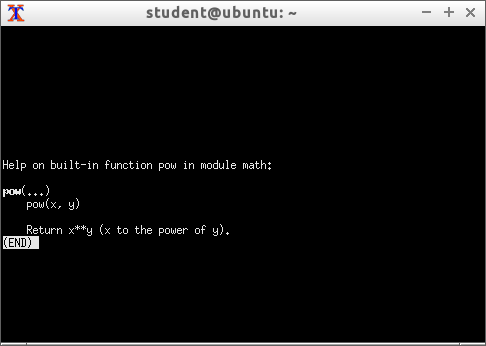 student@ubuntu: ~
Help on built-in function pow in module math:
pow(...)
pow(x, y)
Return x**y (x to the power of y).
(END)